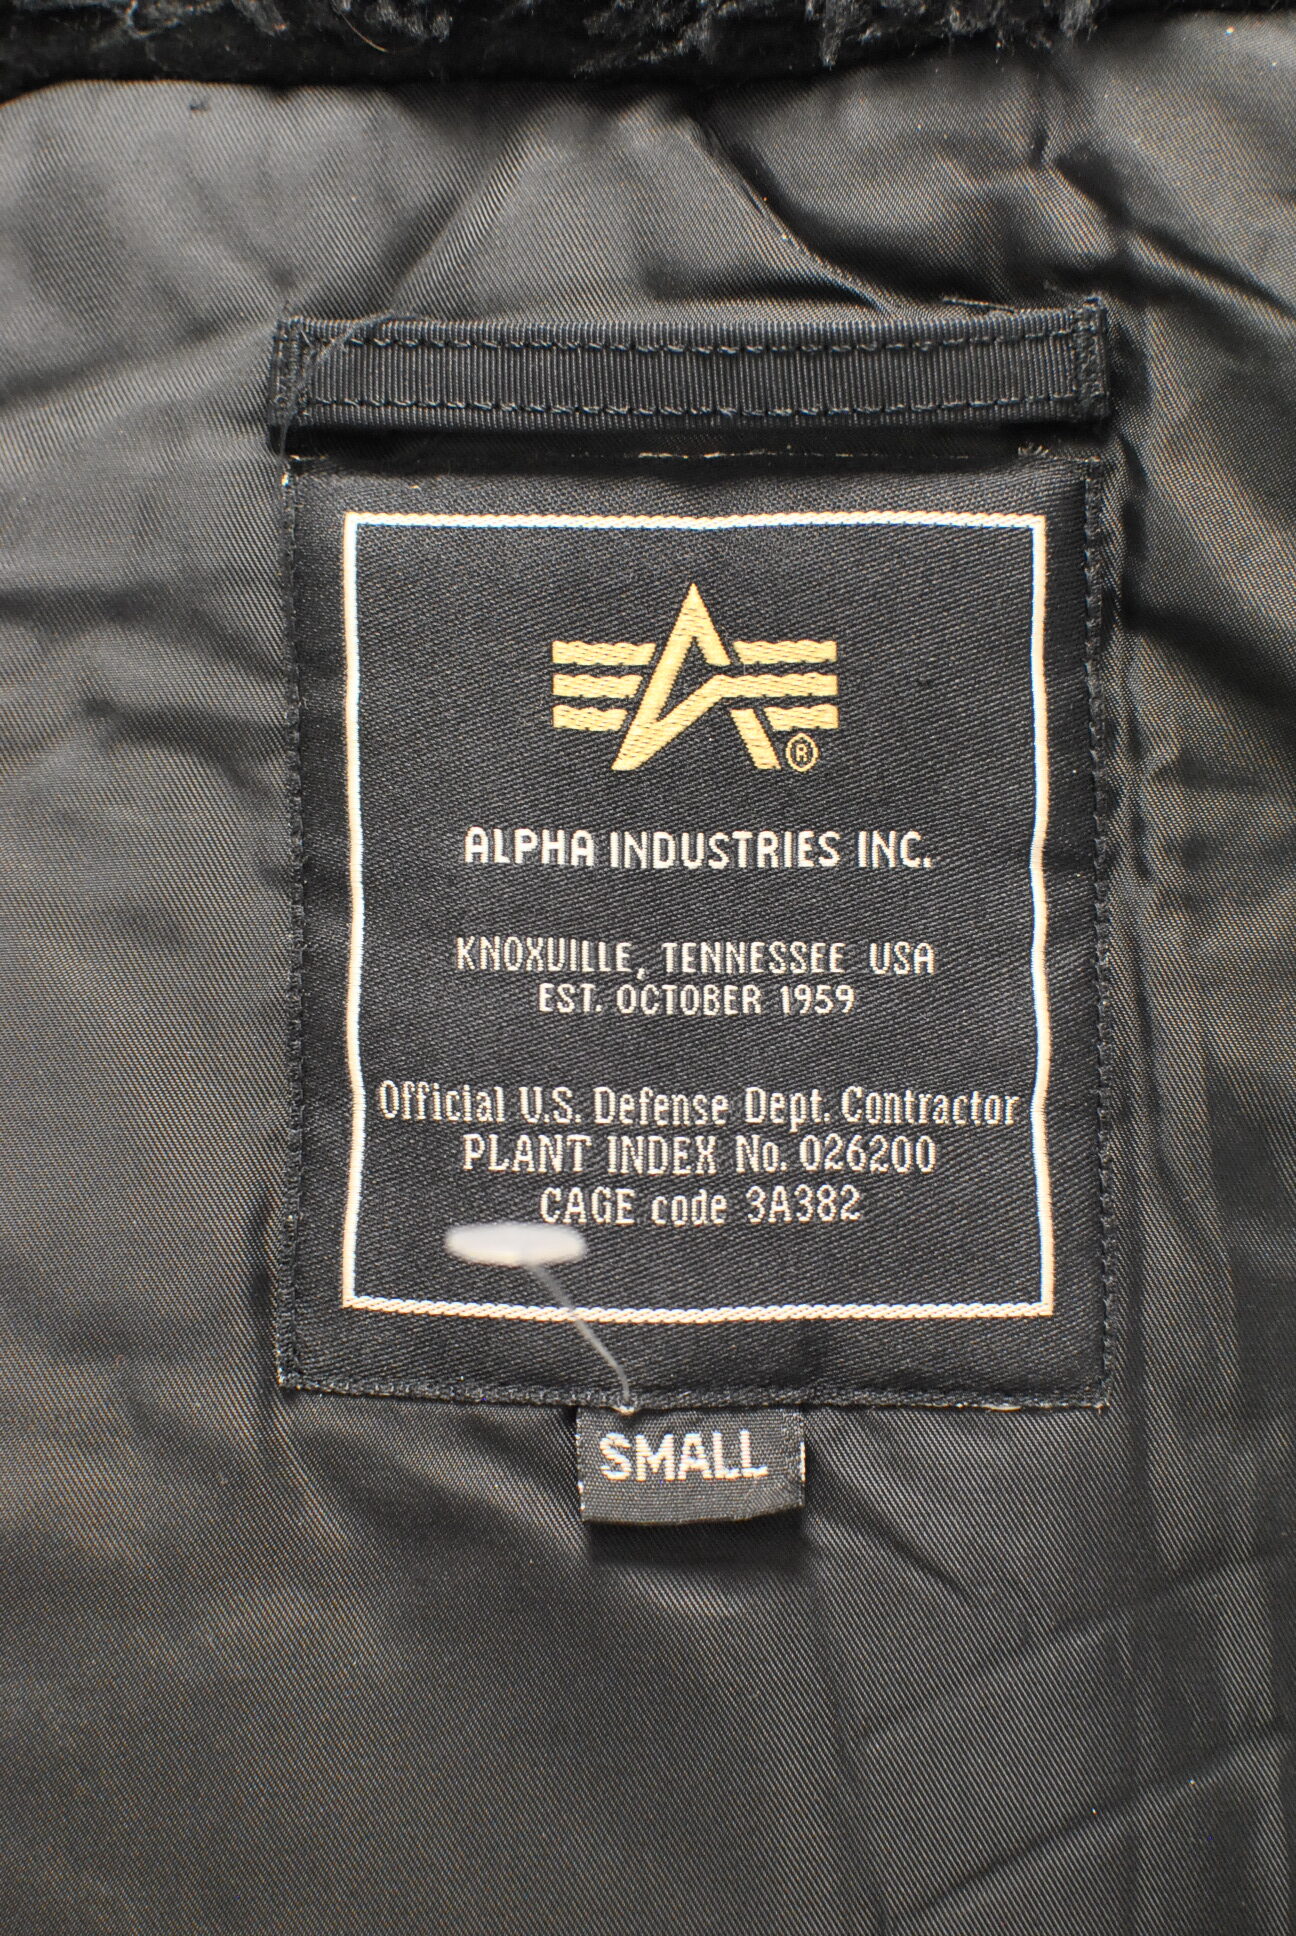 ®
ALPHA INDUSTRIES INC.
KNOXVILLE, TENNESSEE USA
EST. OCTOBER 1959
Official U.S. Defense Dept. Contractor
PLANT INDEX No. 026200
CAGE code 3A382
SMALL